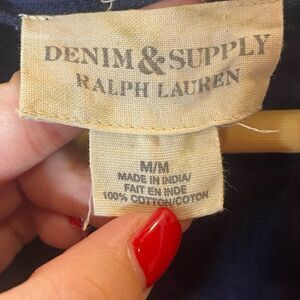 DENIM & SUPPLY
RALPH LAUREN
M/M
MADE IN INDIA/
FAIT EN INDE
100% COTTON/COTON